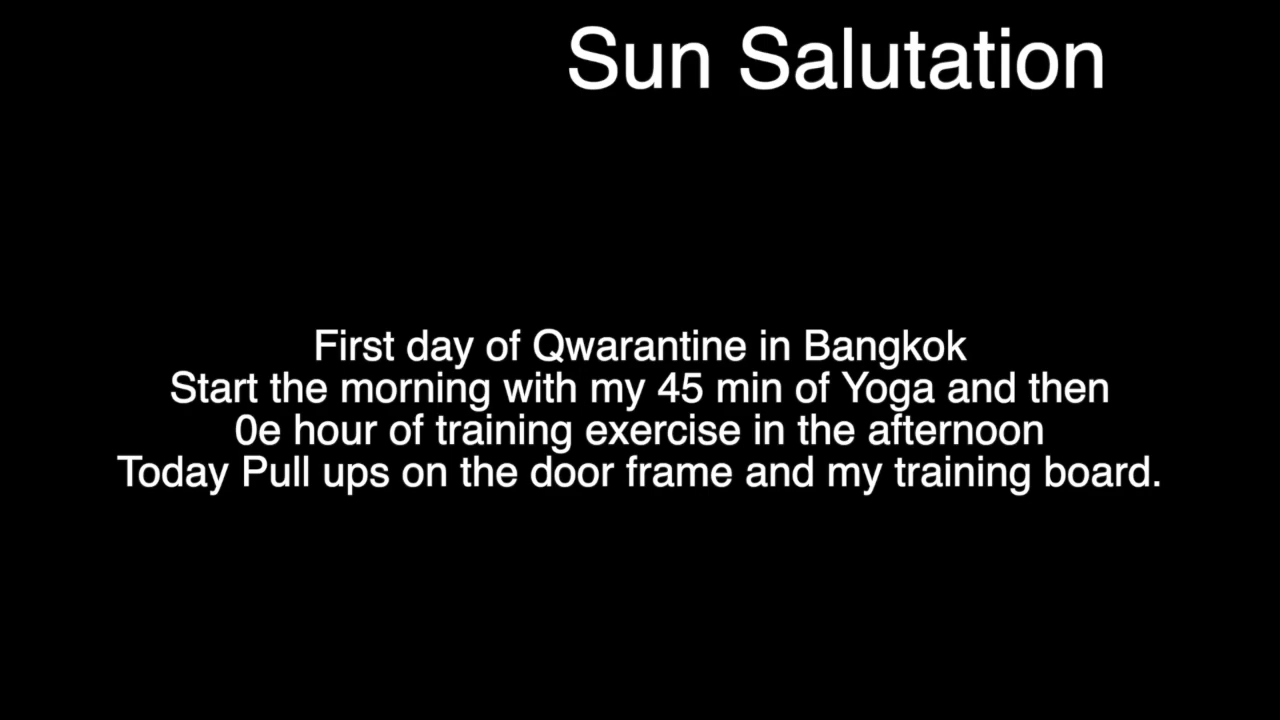 Sun Salutation
First day of Qwarantine in Bangkok
Start the morning with my 45 min of Yoga and then
0e hour of training exercise in the afternoon
Today Pull ups on the door frame and my training board.